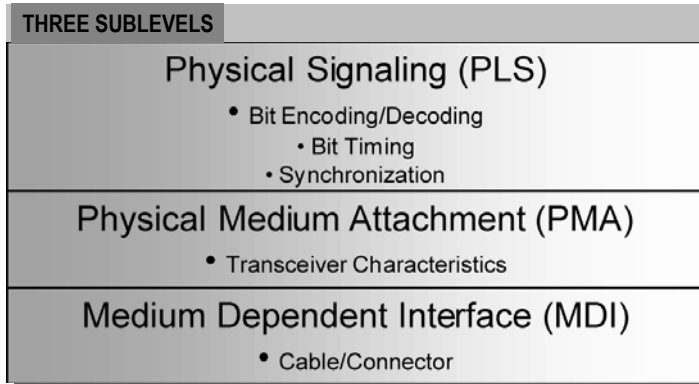 THREE SUBLEVELS
Physical Signaling (PLS)
• Bit Encoding/Decoding
• Bit Timing
• Synchronization
Physical Medium Attachment (PMA)
• Transceiver Characteristics
Medium Dependent Interface (MDI)
• Cable/Connector